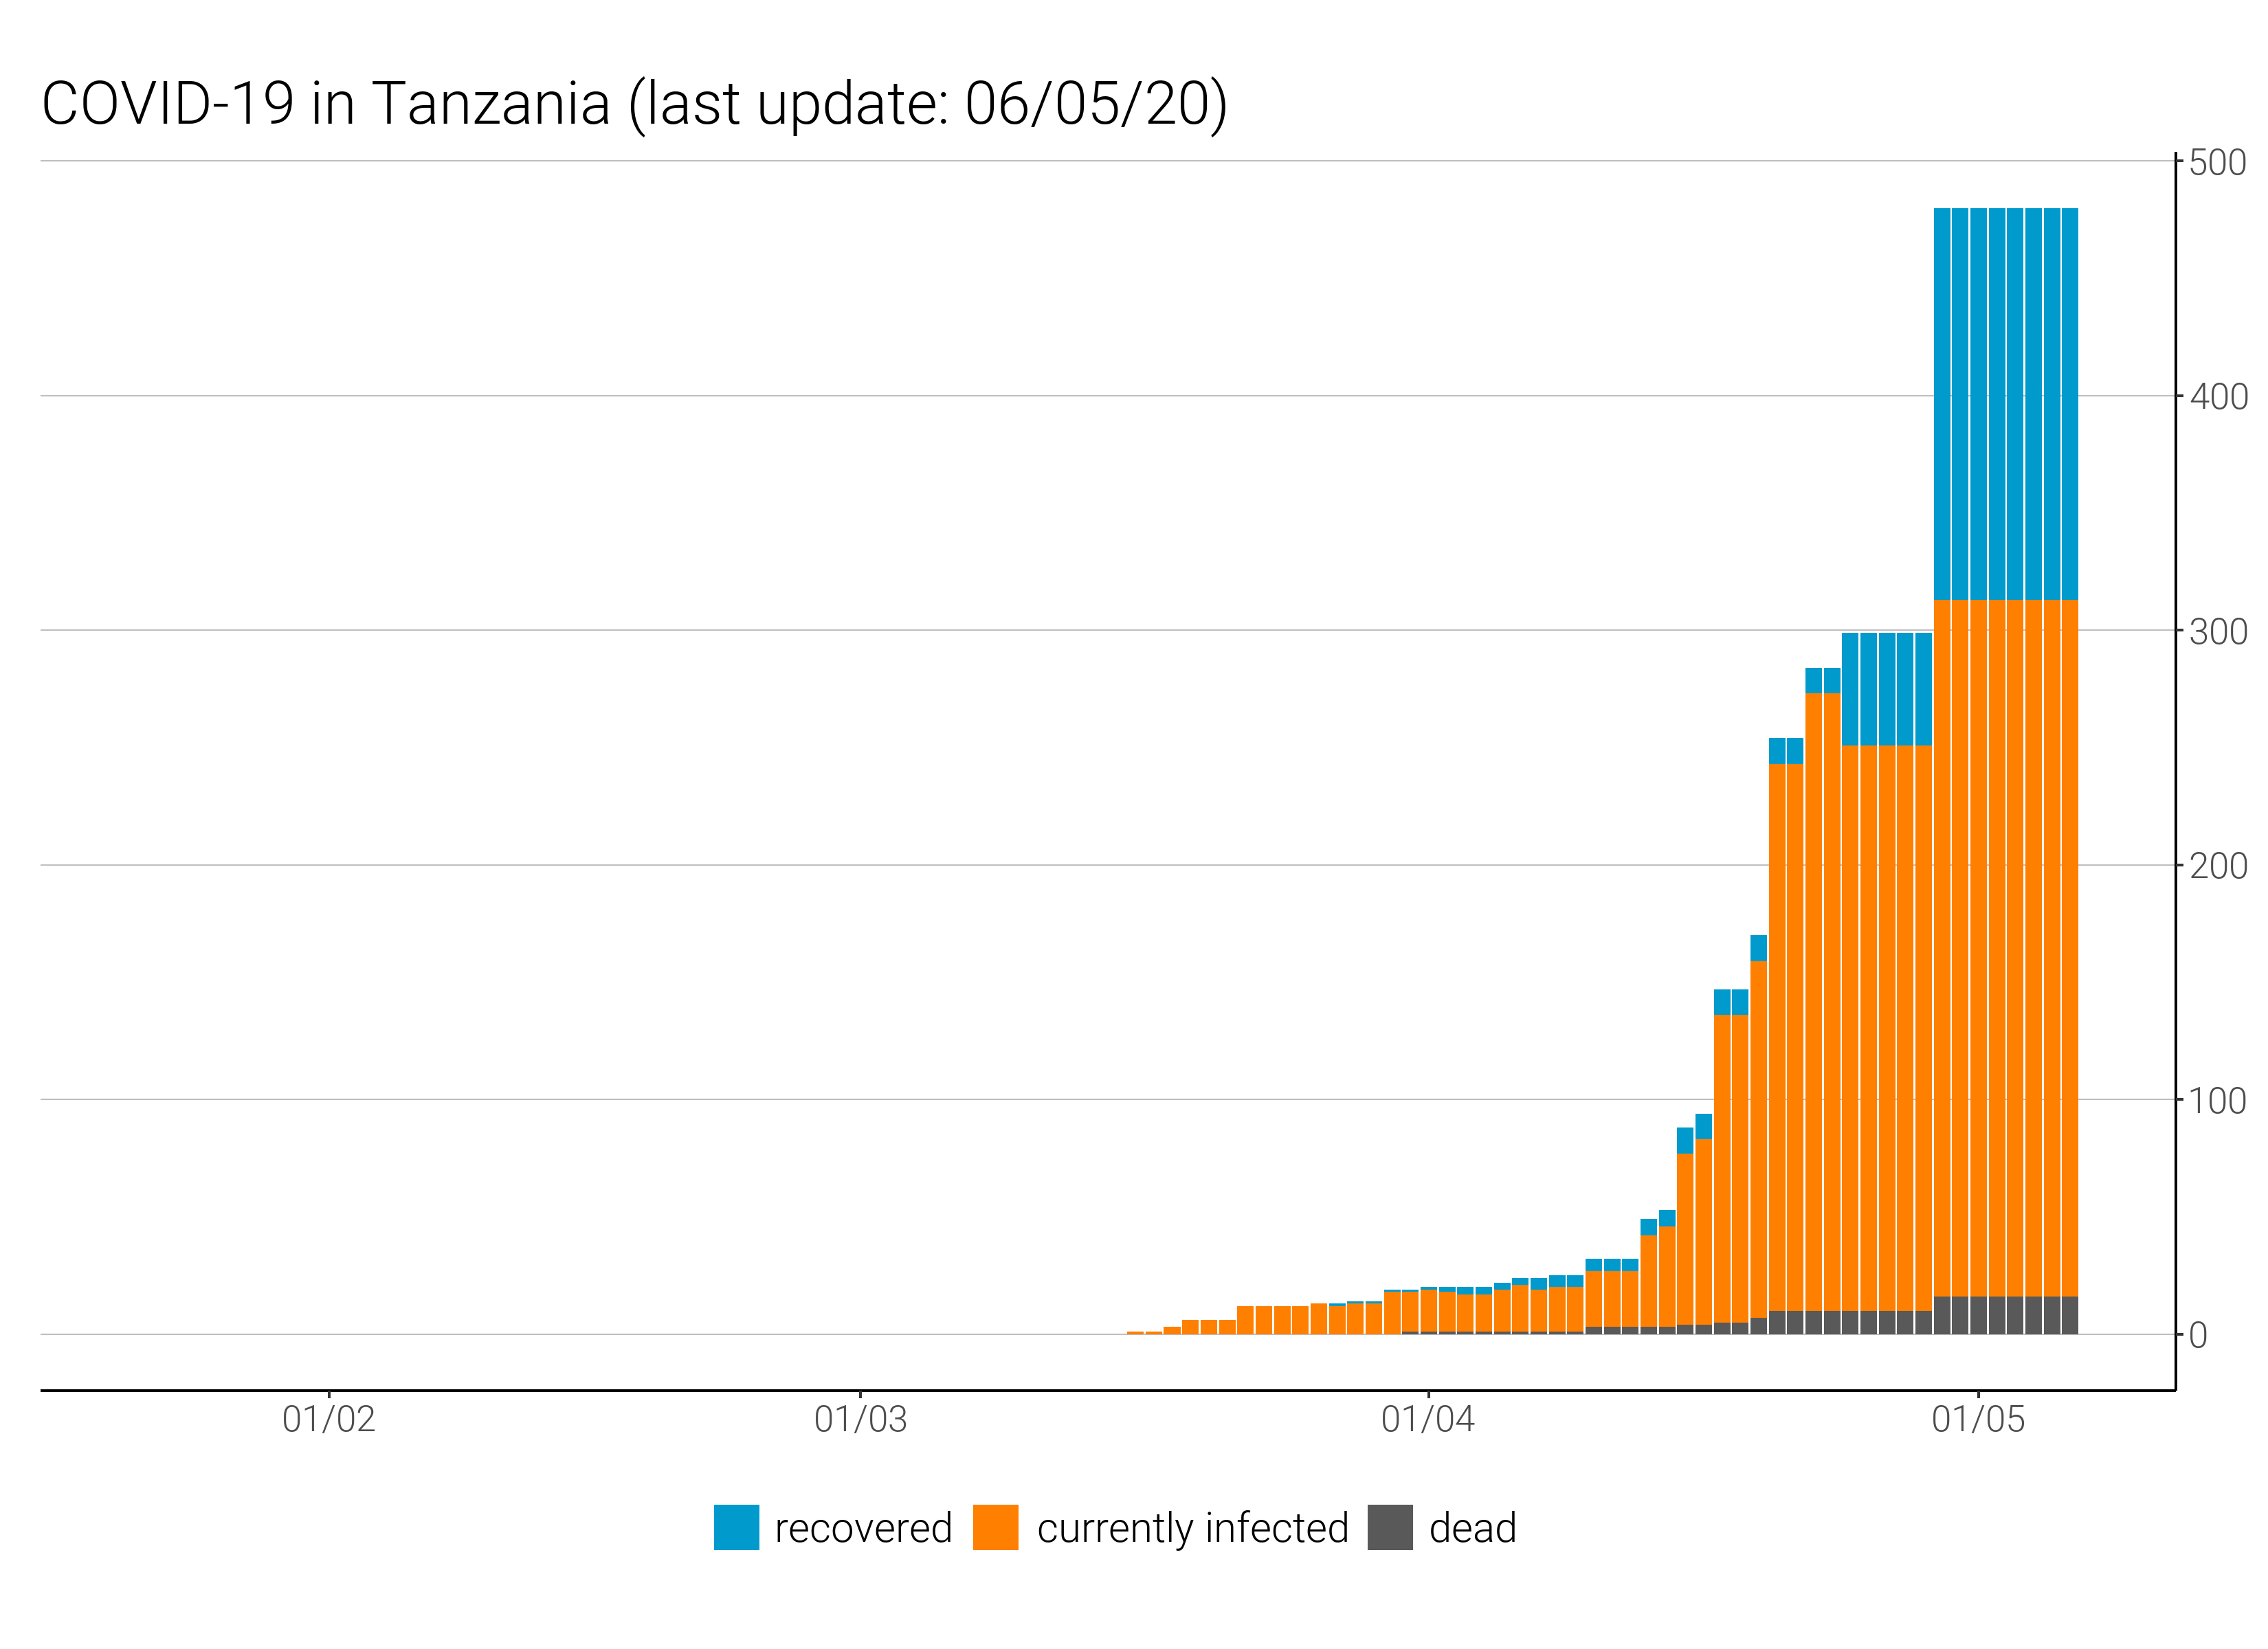 COVID-19 in Tanzania (last update: 06/05/20)
500
400
300
200
100
0
01/02 01/03 01/04 01/05
recovered currently infected dead